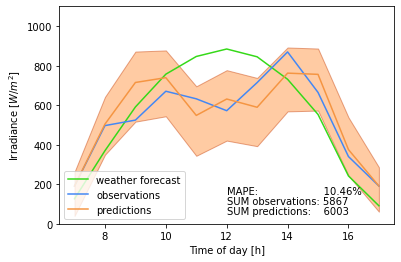 1000
800
600
400
200
0
Irradiance [W/m²]
weather forecast
observations
predictions
MAPE: 10.46%
SUM observations: 5867
SUM predictions: 6003
8 10 12 14 16
Time of day [h]